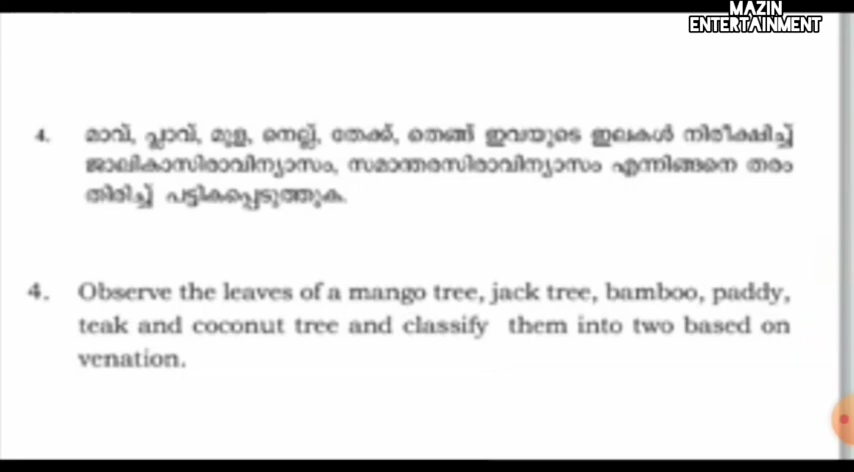 MAZIN
ENTERTAINMENT
4. മാവ്, പ്ലാവ്, മുള, നെല്ല്, തേക്ക്, തെങ്ങ് ഇവയുടെ ഇലകൾ നിരീക്ഷിച്ച്
ജാലികാസിരാവിന്യാസം, സമാന്തരസിരാവിന്യാസം എന്നിങ്ങനെ തരം
തിരിച്ച് പട്ടികപ്പെടുത്തുക.
4. Observe the leaves of a mango tree, jack tree, bamboo, paddy,
teak and coconut tree and classify them into two based on
venation.